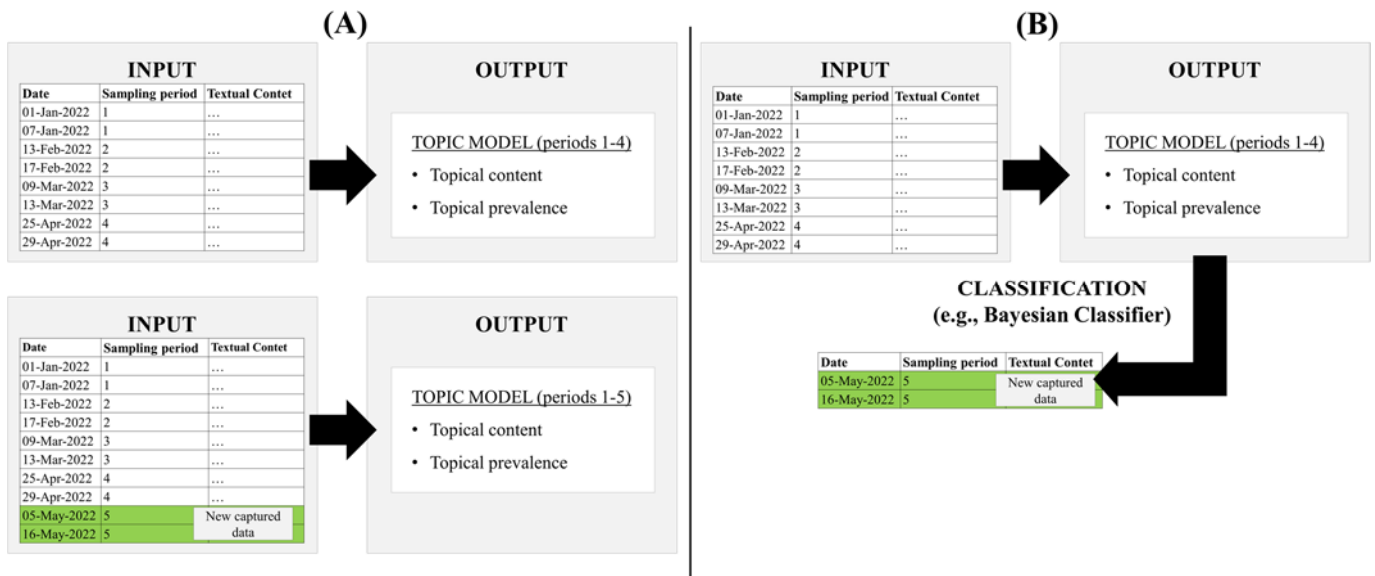 (A)
INPUT
Date Sampling period Textual Contet
01-Jan-2022 1 ...
07-Jan-2022 1 ...
13-Feb-2022 2 ...
17-Feb-2022 2 ...
09-Mar-2022 3 ...
13-Mar-2022 3 ...
25-Apr-2022 4 ...
29-Apr-2022 4 ...
OUTPUT
TOPIC MODEL (periods 1-4)
• Topical content
• Topical prevalence
INPUT
Date Sampling period Textual Contet
01-Jan-2022 1 ...
07-Jan-2022 1 ...
13-Feb-2022 2 ...
17-Feb-2022 2 ...
09-Mar-2022 3 ...
13-Mar-2022 3 ...
25-Apr-2022 4 ...
29-Apr-2022 4 ...
05-May-2022 5 New captured
16-May-2022 5 data
OUTPUT
TOPIC MODEL (periods 1-5)
• Topical content
• Topical prevalence
(B)
INPUT
Date Sampling period Textual Contet
01-Jan-2022 1 ...
07-Jan-2022 1 ...
13-Feb-2022 2 ...
17-Feb-2022 2 ...
09-Mar-2022 3 ...
13-Mar-2022 3 ...
25-Apr-2022 4 ...
29-Apr-2022 4 ...
OUTPUT
TOPIC MODEL (periods 1-4)
• Topical content
• Topical prevalence
CLASSIFICATION
(e.g., Bayesian Classifier)
Date Sampling period Textual Contet
05-May-2022 5 New captured
16-May-2022 5 data